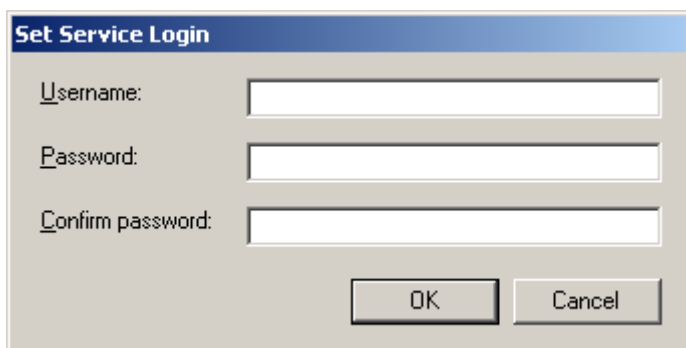 Set Service Login
Username:
Password:
Confirm password:
OK Cancel